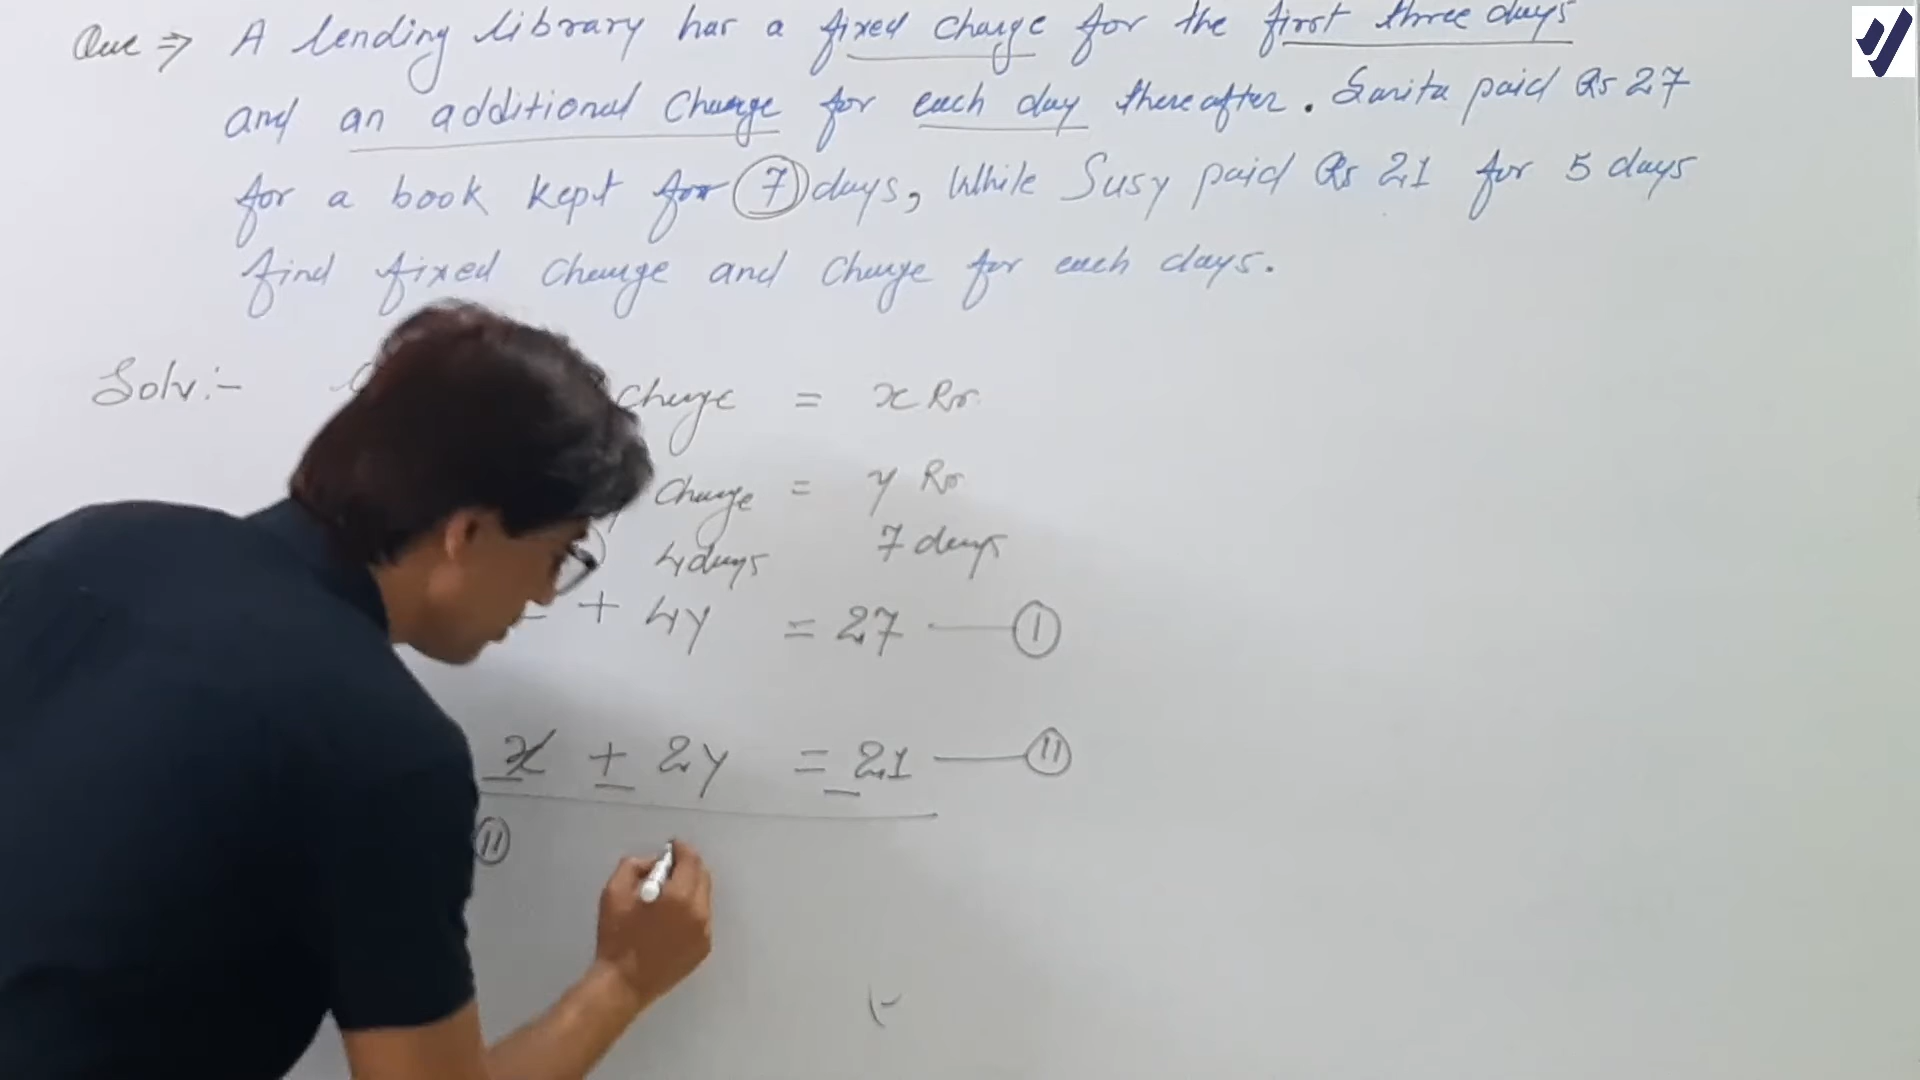 Que ⇒ A lending library has a fixed charge for the first three days
and an additional Charge for each day thereafter. Sarita paid Rs 27
for a book kept for 7 days, While Susy paid Rs 21 for 5 days
find fixed Charge and Charge for each days.
Solv:- Charge = x Rs.
Charge = y Rs
4 days 7 days
+ 4y = 27 — I
x + 2y = 21 — II
II